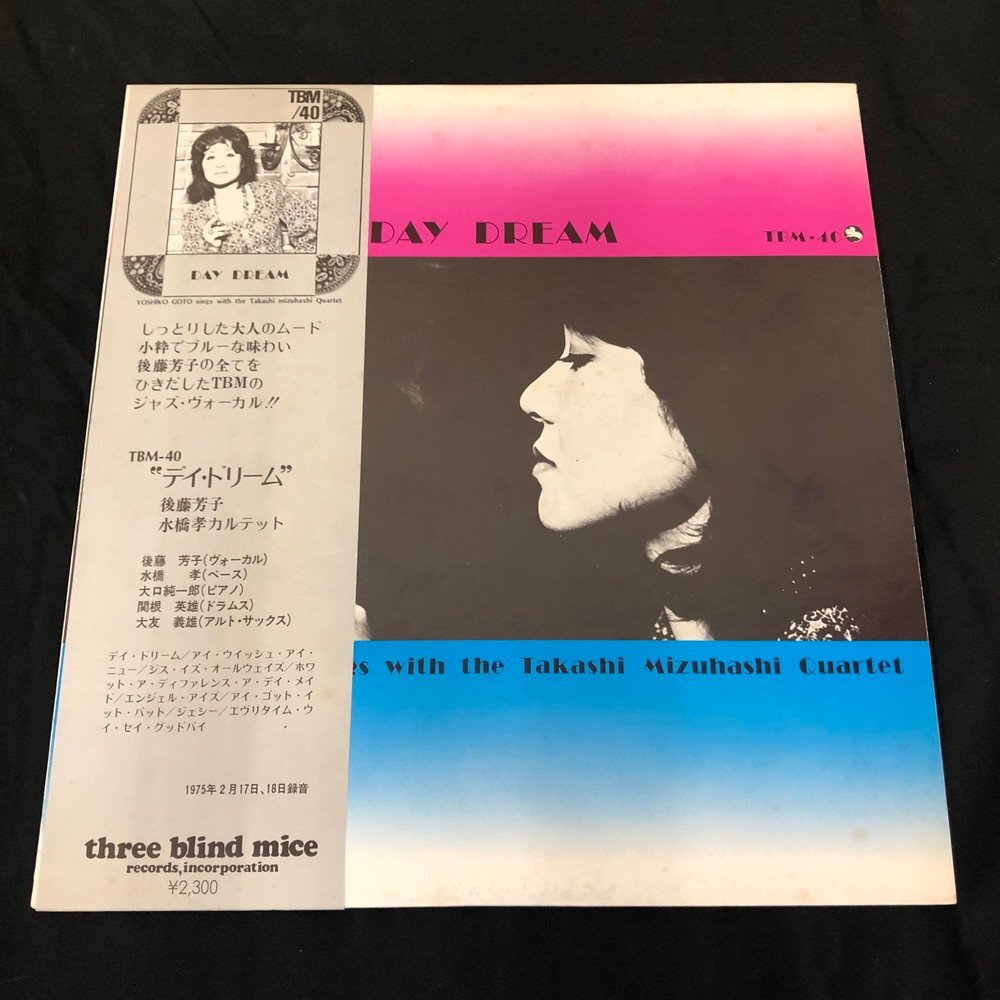 TBM
/40
DAY DREAM
YOSHIKO GOTO sings with the Takashi mizuhashi Quartet
しっとりした大人のムード
小粋でブルーな味わい
後藤芳子の全てを
ひきだしたTBMの
ジャズ・ヴォーカル!!
TBM-40
“デイ・ドリーム”
後藤芳子
水橋孝カルテット
後藤　芳子(ヴォーカル)
水橋　　孝(ベース)
大口純一郎(ピアノ)
関根　英雄(ドラムス)
大友　義雄(アルト・サックス)
デイ・ドリーム/アイ・ウイッシュ・アイ・
ニュー/ジス・イズ・オールウェイズ/ホワ
ット・ア・ディファレンス・ア・デイ・メイ
ド/エンジェル・アイズ/アイ・ゴット・イ
ット・バット/ジェシー/エヴリタイム・ウ
イ・セイ・グッドバイ
1975年2月17日、18日録音
three blind mice
records, incorporation
¥2,300
DAY DREAM
TBM・40
gs with the Takashi Mizuhashi Quartet